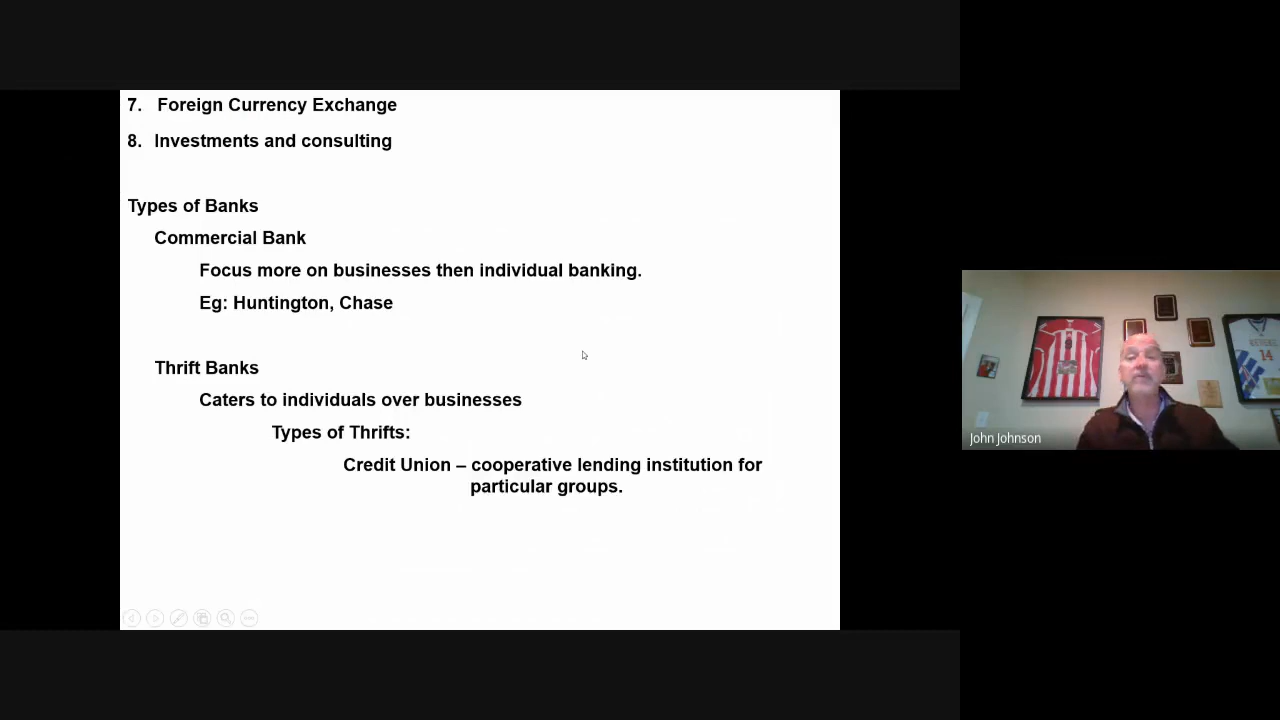 7. Foreign Currency Exchange
8. Investments and consulting
Types of Banks
Commercial Bank
Focus more on businesses then individual banking.
Eg: Huntington, Chase
Thrift Banks
Caters to individuals over businesses
Types of Thrifts:
Credit Union – cooperative lending institution for
particular groups.
REVERE
14
John Johnson